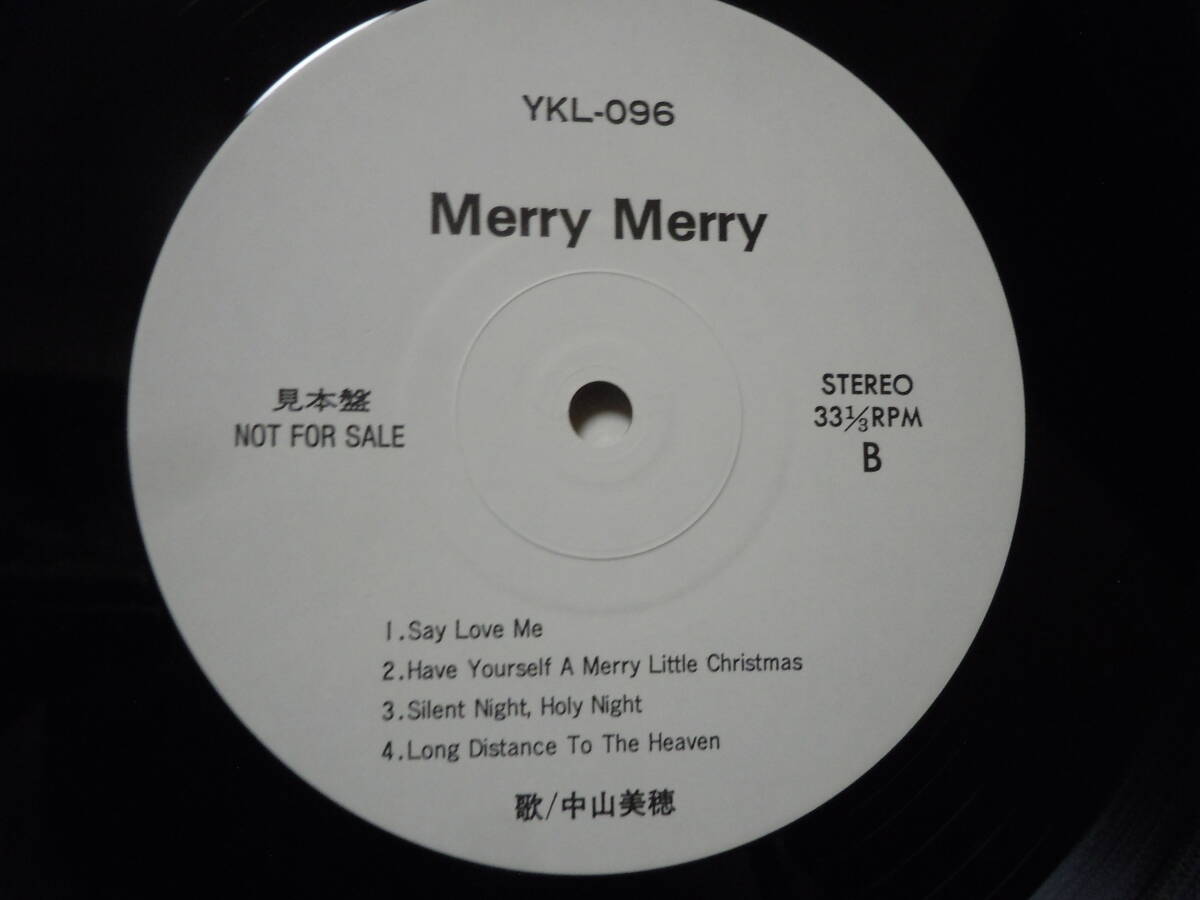 YKL-096
Merry Merry
見本盤
NOT FOR SALE
STEREO
33⅓RPM
B
1.Say Love Me
2.Have Yourself A Merry Little Christmas
3.Silent Night, Holy Night
4.Long Distance To The Heaven
歌/中山美穂